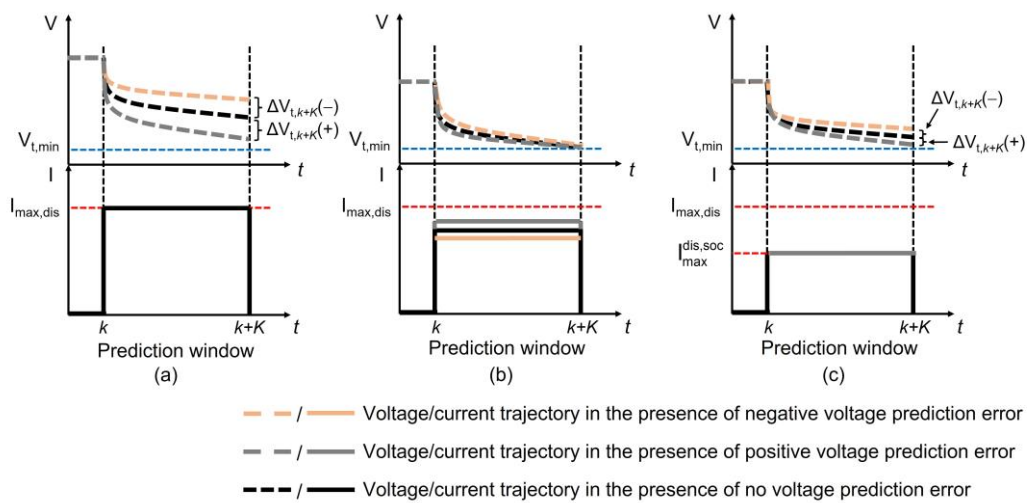 V
ΔV_{t,k+K}(−)
ΔV_{t,k+K}(+)
V_{t,min}
t
I
I_{max,dis}
k
k+K
t
Prediction window
(a)
V
V_{t,min}
t
I
I_{max,dis}
k
k+K
t
Prediction window
(b)
V
ΔV_{t,k+K}(−)
ΔV_{t,k+K}(+)
V_{t,min}
t
I
I_{max,dis}
I_{max}^{dis,soc}
k
k+K
t
Prediction window
(c)
/ Voltage/current trajectory in the presence of negative voltage prediction error
/ Voltage/current trajectory in the presence of positive voltage prediction error
/ Voltage/current trajectory in the presence of no voltage prediction error